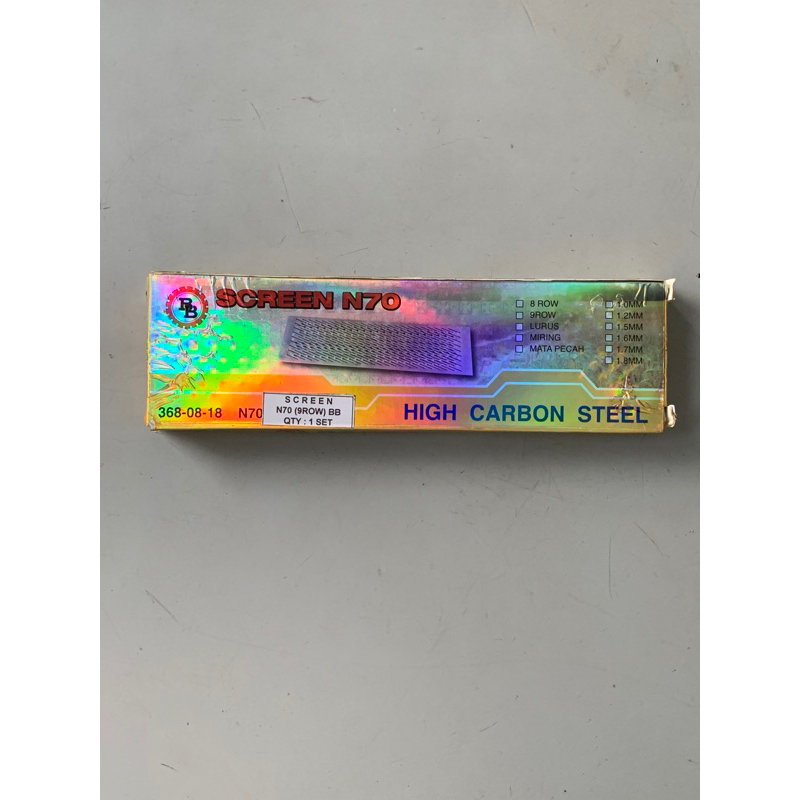 BB
SCREEN N70
8 ROW
9ROW
LURUS
MIRING
MATA PECAH
1.0MM
1.2MM
1.5MM
1.6MM
1.7MM
1.8MM
368-08-18 N70
SCREEN
N70 (9ROW) BB
QTY : 1 SET
HIGH CARBON STEEL